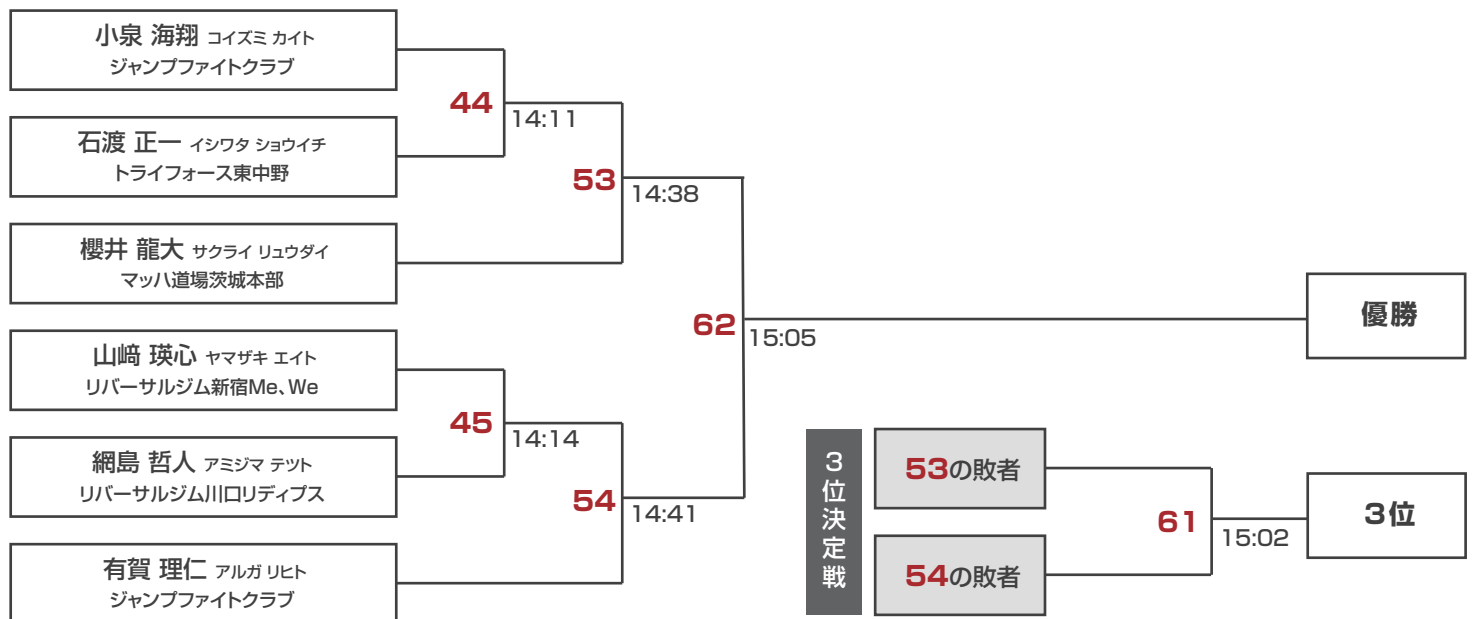 小泉 海翔 コイズミ カイト
ジャンプファイトクラブ
44
14:11
石渡 正一 イシワタ ショウイチ
トライフォース東中野
53
14:38
櫻井 龍大 サクライ リュウダイ
マッハ道場茨城本部
62
15:05
優勝
山﨑 瑛心 ヤマザキ エイト
リバーサルジム新宿Me、We
45
14:14
網島 哲人 アミジマ テツト
リバーサルジム川口リディプス
54
14:41
有賀 理仁 アルガ リヒト
ジャンプファイトクラブ
3位決定戦
53の敗者
54の敗者
61
15:02
3位